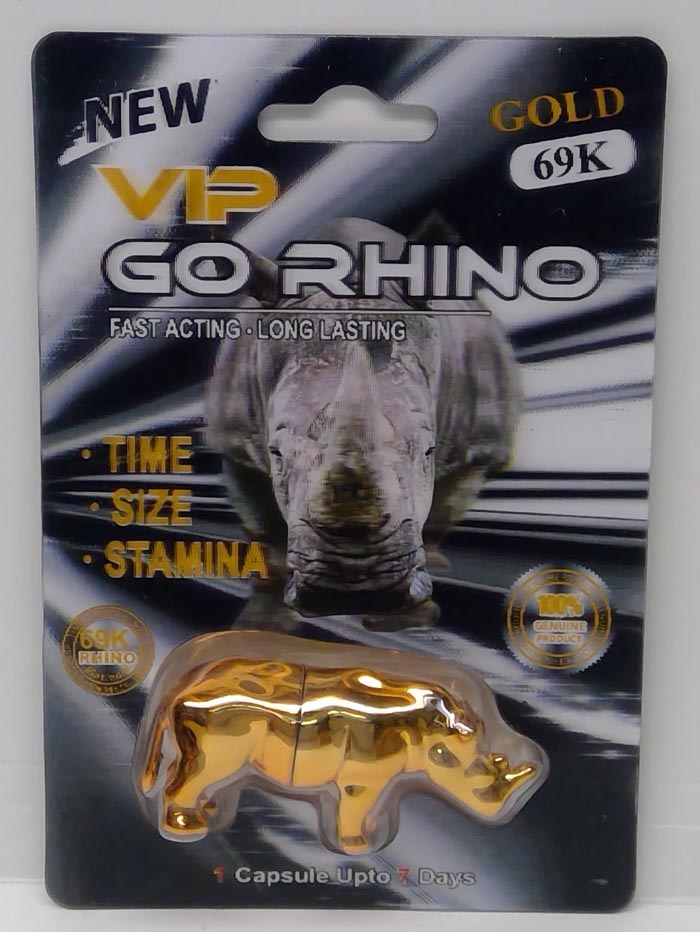 NEW
GOLD
69K
VIP
GO RHINO
FAST ACTING · LONG LASTING
· TIME
· SIZE
· STAMINA
69K
RHINO
100%
GENUINE
PRODUCT
1 Capsule Upto 7 Days